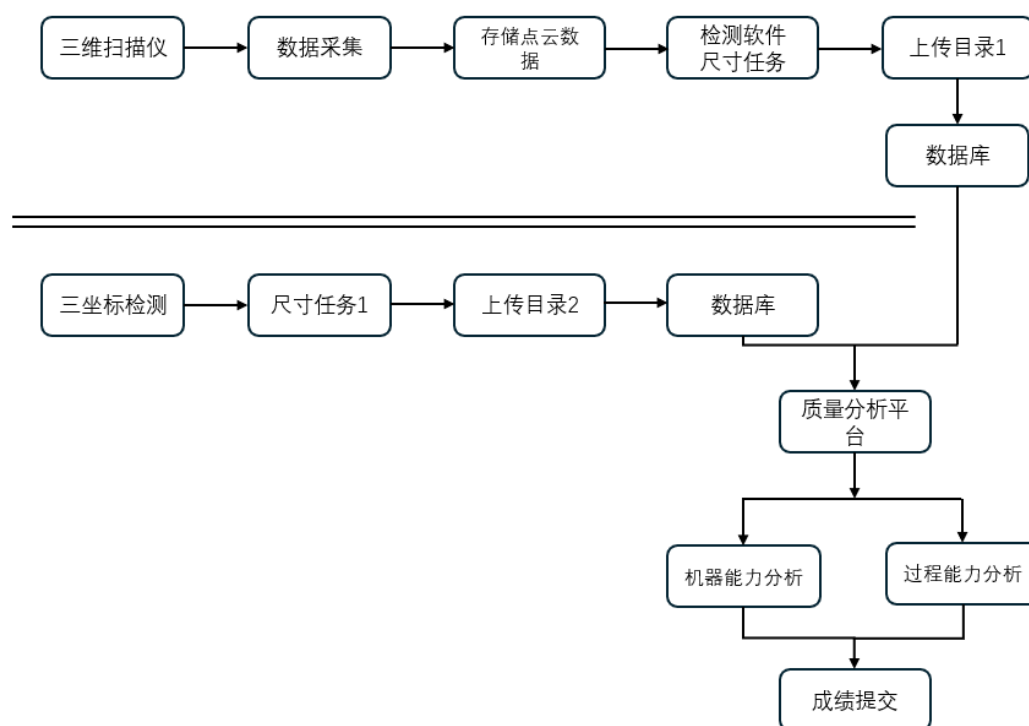 三维扫描仪
数据采集
存储点云数
据
检测软件
尺寸任务
上传目录1
数据库
三坐标检测
尺寸任务1
上传目录2
数据库
质量分析平
台
机器能力分析
过程能力分析
成绩提交